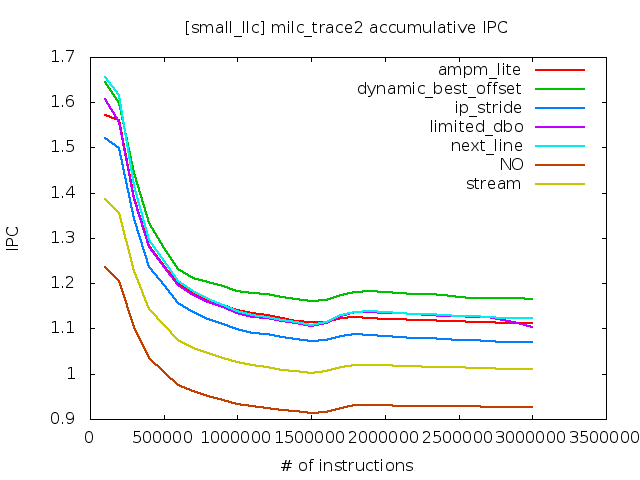 [small_llc] milc_trace2 accumulative IPC
1.7
1.6
1.5
1.4
1.3
1.2
1.1
1
0.9
IPC
ampm_lite
dynamic_best_offset
ip_stride
limited_dbo
next_line
NO
stream
0 500000 1000000 1500000 2000000 2500000 3000000 3500000
# of instructions